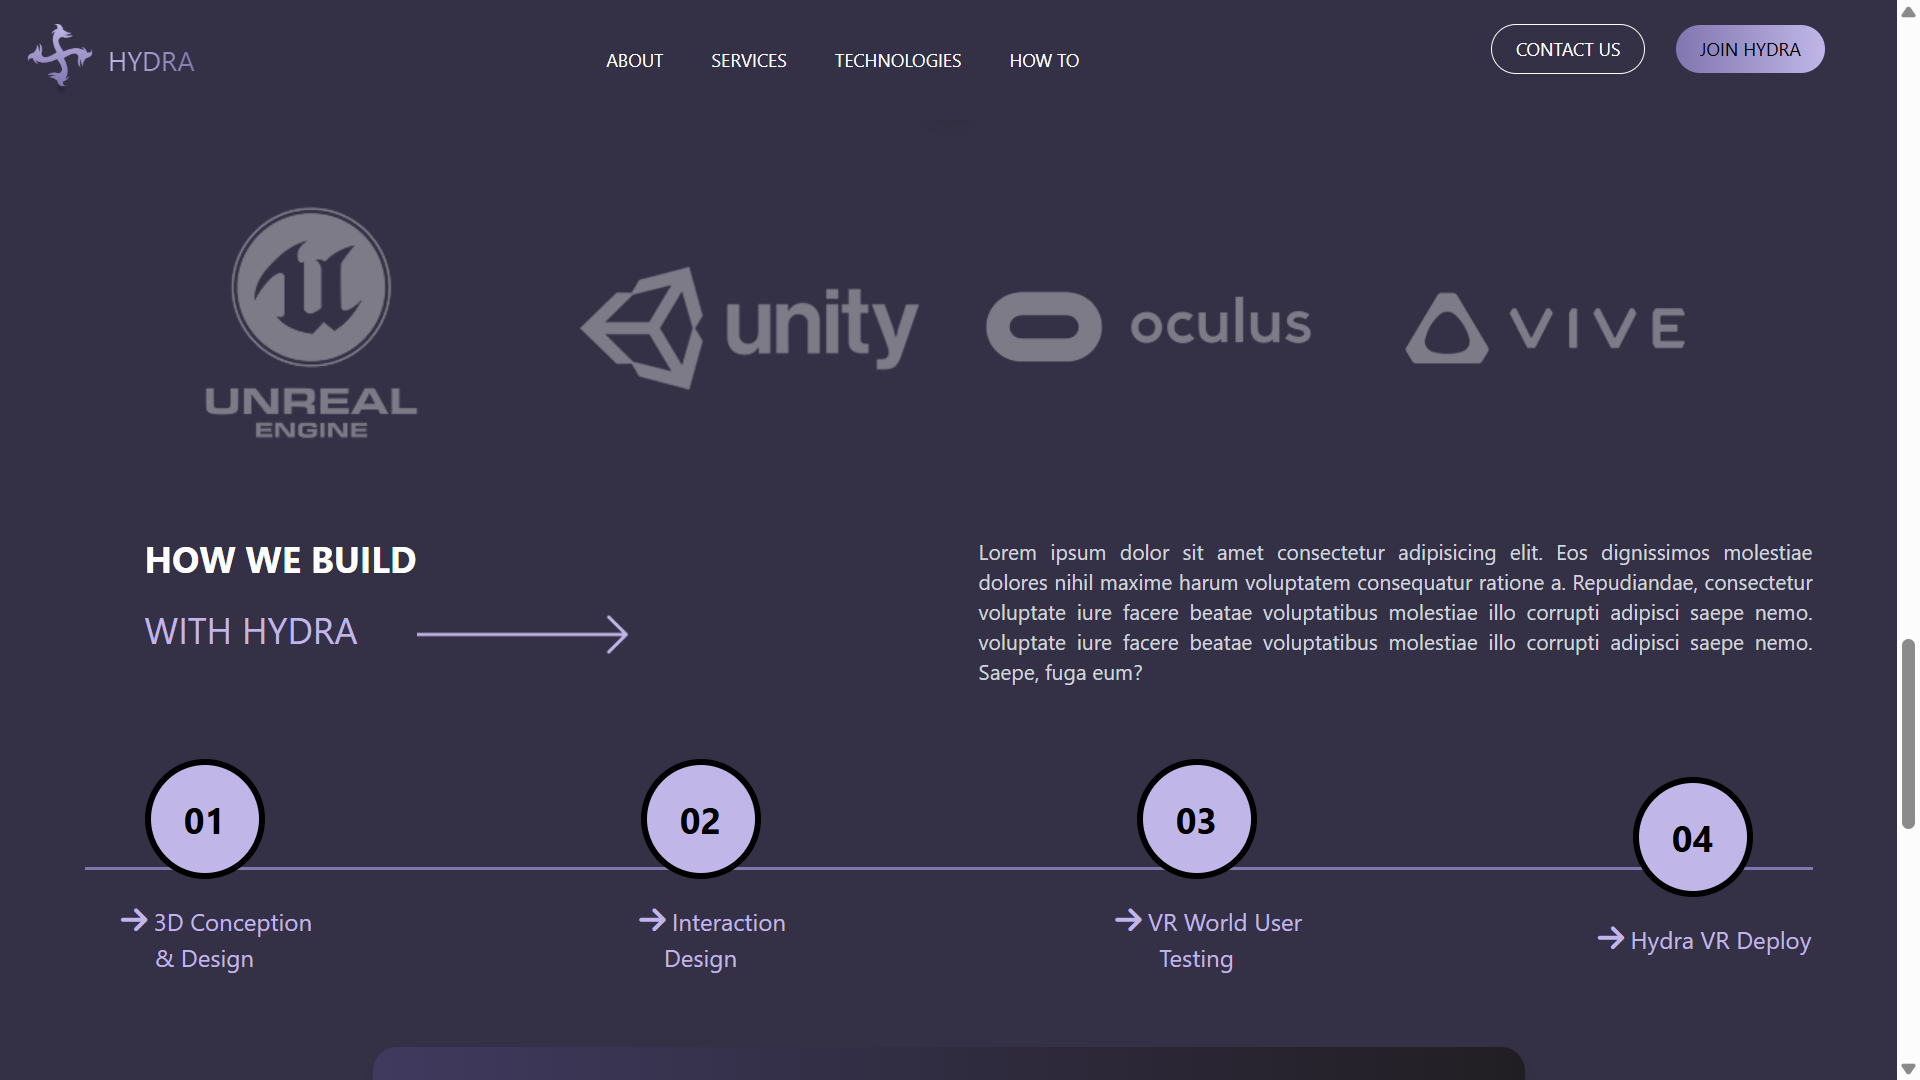 HYDRA
ABOUT SERVICES TECHNOLOGIES HOW TO
CONTACT US
JOIN HYDRA
UNREAL
ENGINE
unity
oculus
VIVE
HOW WE BUILD
WITH HYDRA
Lorem ipsum dolor sit amet consectetur adipisicing elit. Eos dignissimos molestiae
dolores nihil maxime harum voluptatem consequatur ratione a. Repudiandae, consectetur
voluptate iure facere beatae voluptatibus molestiae illo corrupti adipisci saepe nemo.
voluptate iure facere beatae voluptatibus molestiae illo corrupti adipisci saepe nemo.
Saepe, fuga eum?
01
3D Conception
& Design
02
Interaction
Design
03
VR World User
Testing
04
Hydra VR Deploy